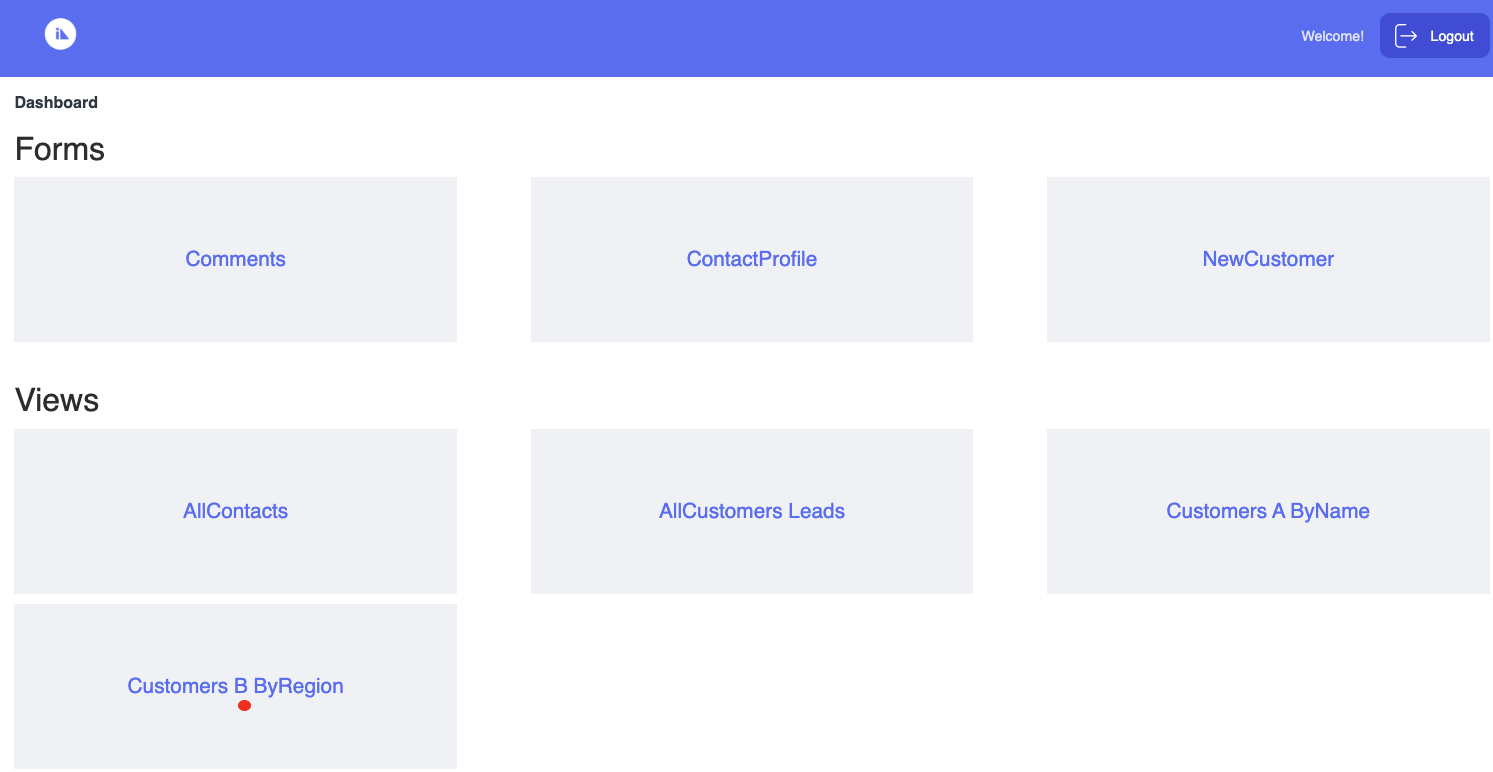 Welcome!
Logout
Dashboard
Forms
Comments
ContactProfile
NewCustomer
Views
AllContacts
AllCustomers Leads
Customers A ByName
Customers B ByRegion